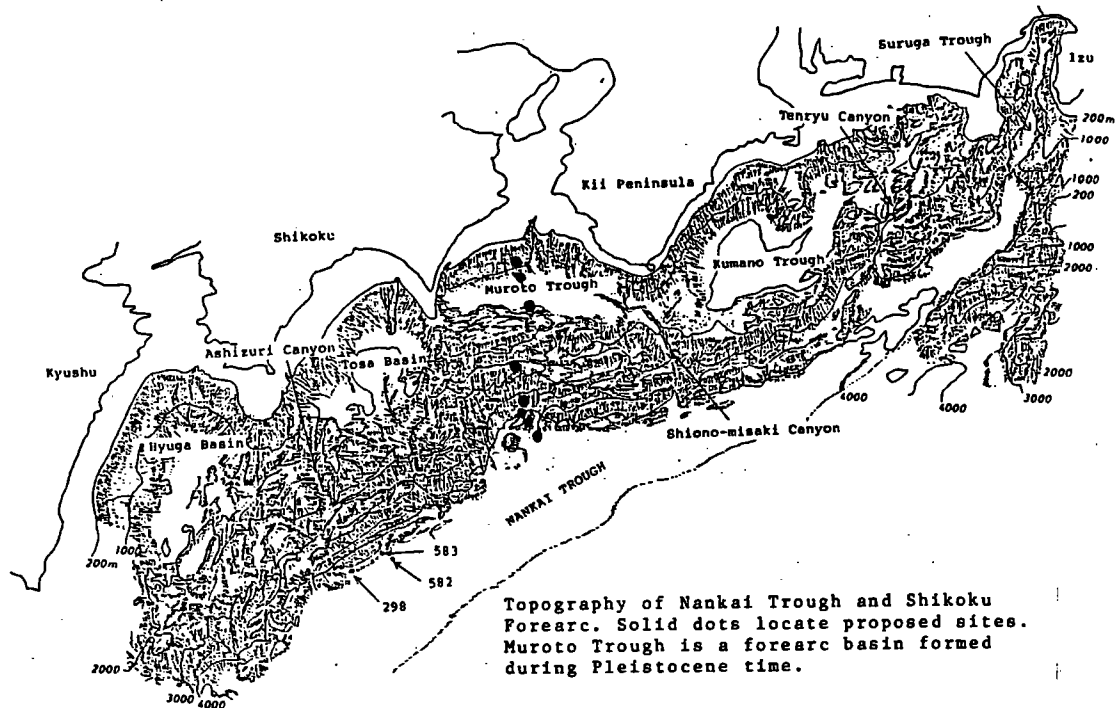 Suruga Trough
Izu
Tenryu Canyon
200m
1000
Kii Peninsula
1000
200
Shikoku
1000
2000
Kumano Trough
Muroto Trough
Ashizuri Canyon
Tosa Basin
Kyushu
2000
3000
4000
4000
Shiono-misaki Canyon
Hyuga Basin
NANKAI TROUGH
1000
200m
583
582
298
2000
3000
4000
Topography of Nankai Trough and Shikoku
Forearc. Solid dots locate proposed sites.
Muroto Trough is a forearc basin formed
during Pleistocene time.